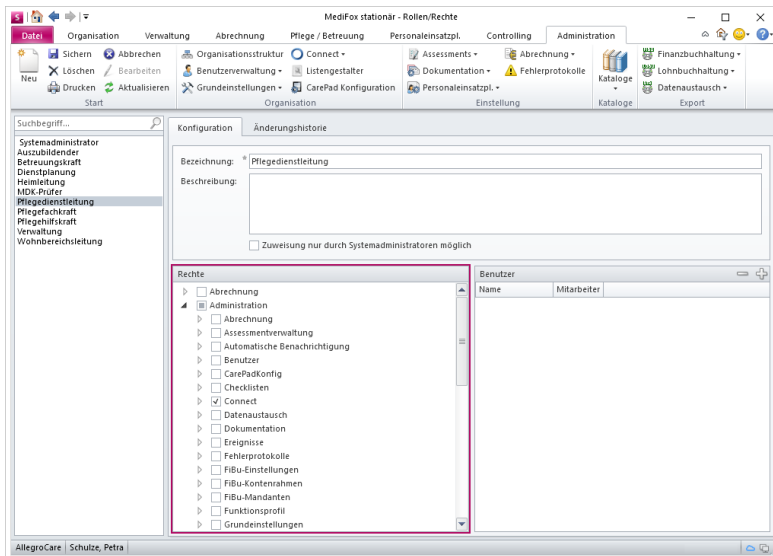 MediFox stationär - Rollen/Rechte
Datei Organisation Verwaltung Abrechnung Pflege / Betreuung Personaleinsatzpl. Controlling Administration
Neu
Sichern Abbrechen
Löschen Bearbeiten
Drucken Aktualisieren
Start
Organisationsstruktur Connect
Benutzerverwaltung Listengestalter
Grundeinstellungen CarePad Konfiguration
Organisation
Assessments Abrechnung
Dokumentation Fehlerprotokolle
Personaleinsatzpl.
Einstellung
Kataloge
Kataloge
Finanzbuchhaltung
Lohnbuchhaltung
Datenaustausch
Export
Suchbegriff...
Systemadministrator
Auszubildender
Betreuungskraft
Dienstplanung
Heimleitung
MDK-Prüfer
Pflegedienstleitung
Pflegefachkraft
Pflegehilfskraft
Verwaltung
Wohnbereichsleitung
Konfiguration Änderungshistorie
Bezeichnung: * Pflegedienstleitung
Beschreibung:
Zuweisung nur durch Systemadministratoren möglich
Rechte
Abrechnung
Administration
Abrechnung
Assessmentverwaltung
Automatische Benachrichtigung
Benutzer
CarePadKonfig
Checklisten
Connect
Datenaustausch
Dokumentation
Ereignisse
Fehlerprotokolle
FiBu-Einstellungen
FiBu-Kontenrahmen
FiBu-Mandanten
Funktionsprofil
Grundeinstellungen
Benutzer
Name Mitarbeiter
AllegroCare Schulze, Petra